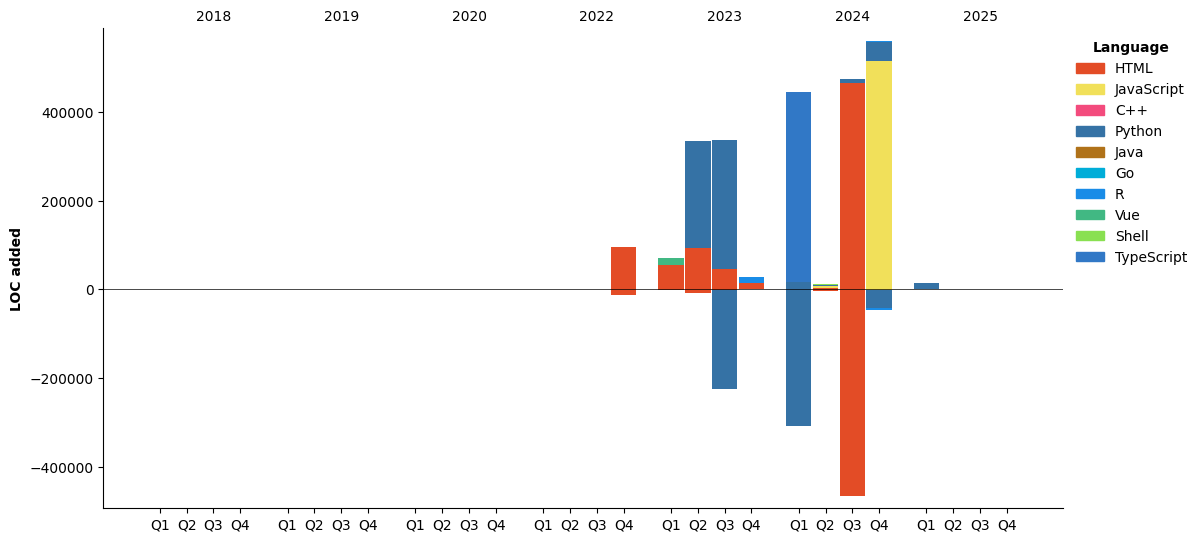 2018 2019 2020 2022 2023 2024 2025
Language
HTML
JavaScript
C++
Python
Java
Go
R
Vue
Shell
TypeScript
LOC added
400000
200000
0
−200000
−400000
Q1 Q2 Q3 Q4 Q1 Q2 Q3 Q4 Q1 Q2 Q3 Q4 Q1 Q2 Q3 Q4 Q1 Q2 Q3 Q4 Q1 Q2 Q3 Q4 Q1 Q2 Q3 Q4